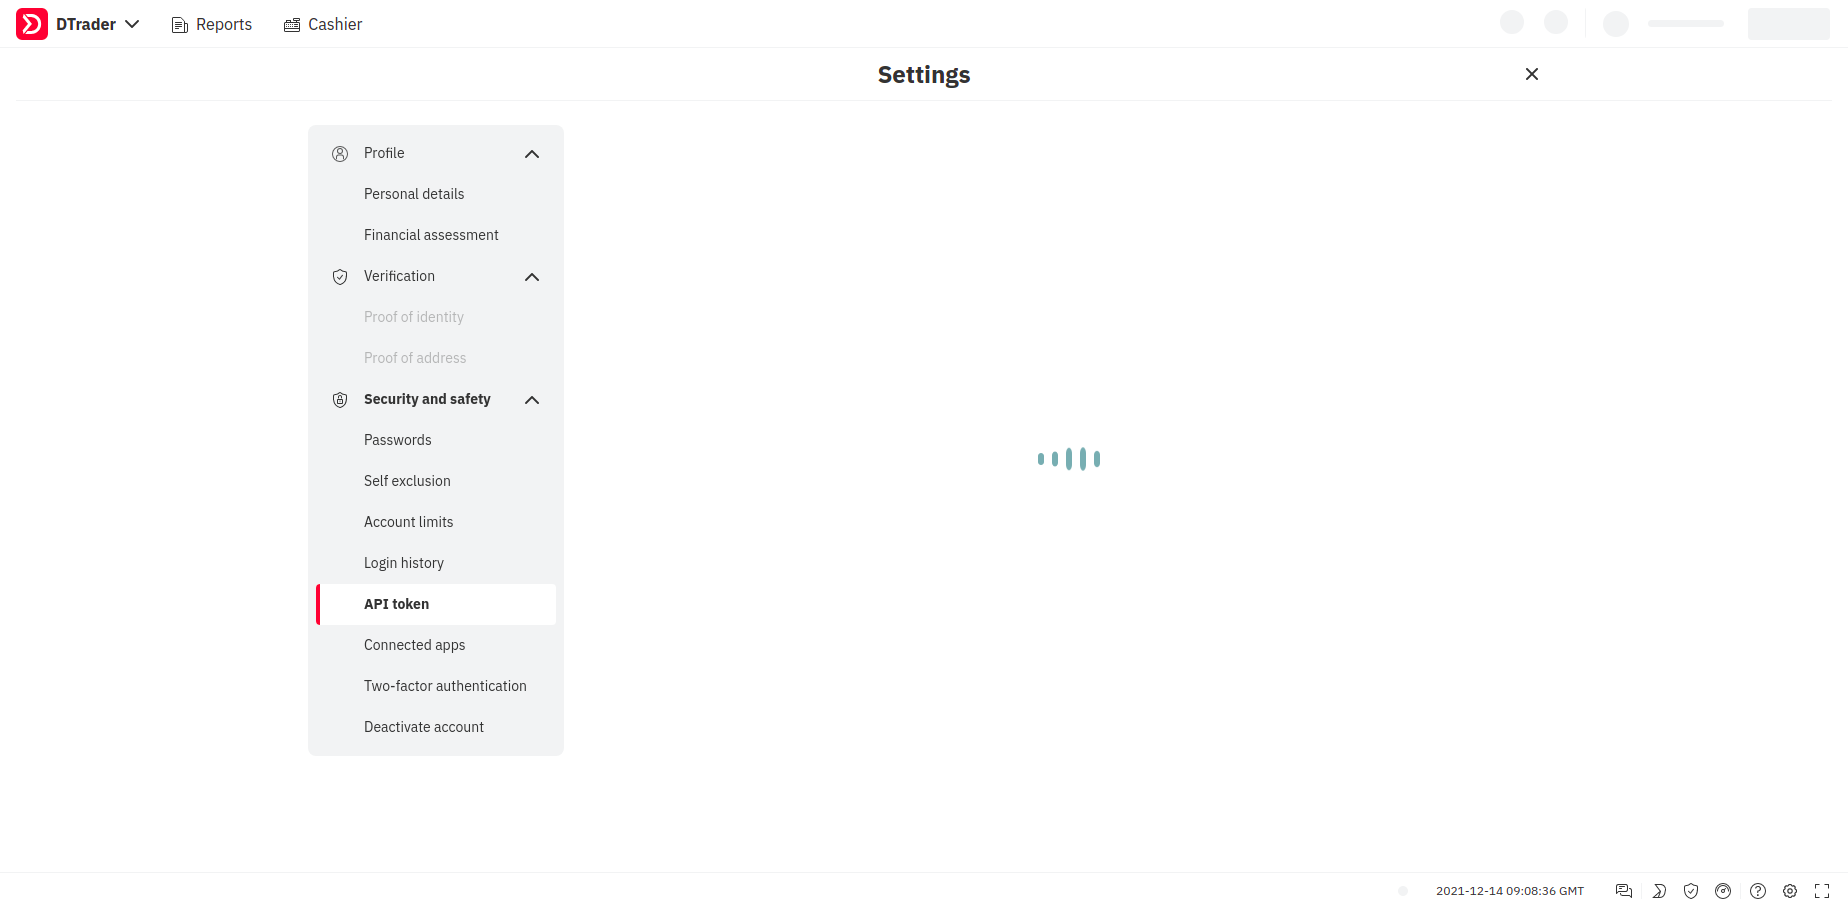 DTrader
Reports
Cashier
Settings
Profile
Personal details
Financial assessment
Verification
Proof of identity
Proof of address
Security and safety
Passwords
Self exclusion
Account limits
Login history
API token
Connected apps
Two-factor authentication
Deactivate account
2021-12-14 09:08:36 GMT